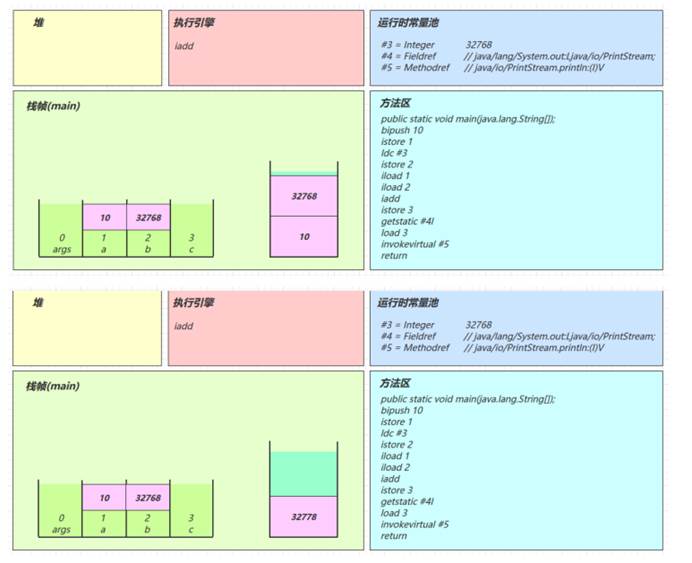 堆
执行引擎
iadd
运行时常量池
#3 = Integer 32768
#4 = Fieldref // java/lang/System.out:Ljava/io/PrintStream;
#5 = Methodref // java/io/PrintStream.println:(I)V
栈帧(main)
32768
10 32768
10
0 1 2 3
args a b c
方法区
public static void main(java.lang.String[]);
bipush 10
istore 1
ldc #3
istore 2
iload 1
iload 2
iadd
istore 3
getstatic #4I
load 3
invokevirtual #5
return
堆
执行引擎
iadd
运行时常量池
#3 = Integer 32768
#4 = Fieldref // java/lang/System.out:Ljava/io/PrintStream;
#5 = Methodref // java/io/PrintStream.println:(I)V
栈帧(main)
10 32768
32778
0 1 2 3
args a b c
方法区
public static void main(java.lang.String[]);
bipush 10
istore 1
ldc #3
istore 2
iload 1
iload 2
iadd
istore 3
getstatic #4I
load 3
invokevirtual #5
return